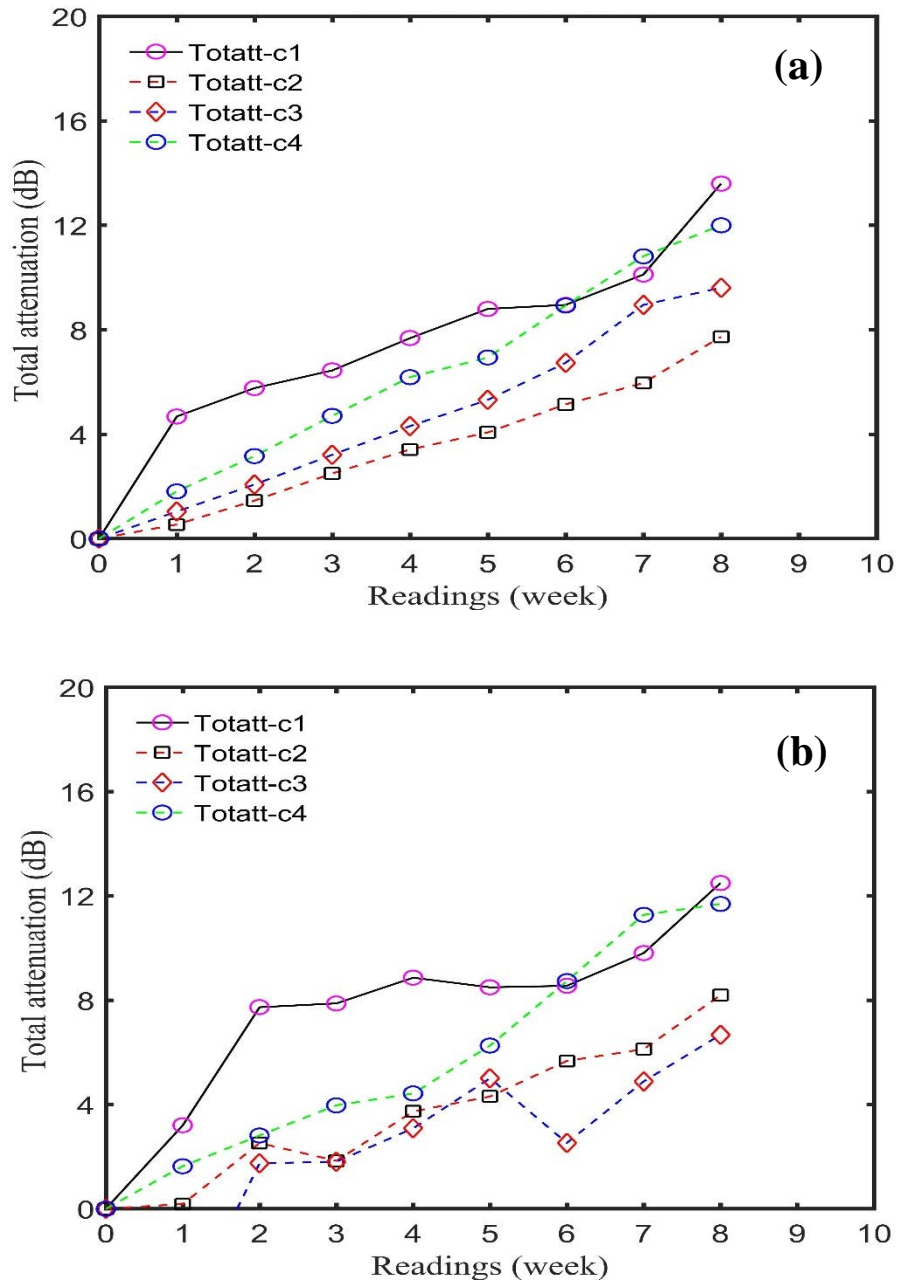 (a)
Totatt-c1
Totatt-c2
Totatt-c3
Totatt-c4
Total attenuation (dB)
20
16
12
8
4
0
0 1 2 3 4 5 6 7 8 9 10
Readings (week)
(b)
Totatt-c1
Totatt-c2
Totatt-c3
Totatt-c4
Total attenuation (dB)
20
16
12
8
4
0
0 1 2 3 4 5 6 7 8 9 10
Readings (week)